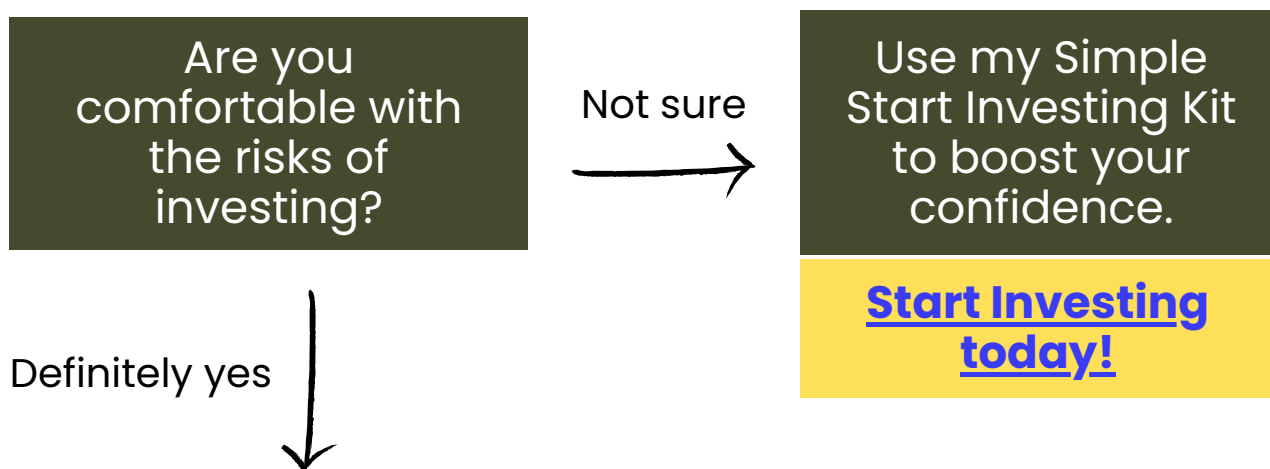 Are you
comfortable with
the risks of
investing?
Not sure
Use my Simple
Start Investing Kit
to boost your
confidence.
Start Investing
today!
Definitely yes